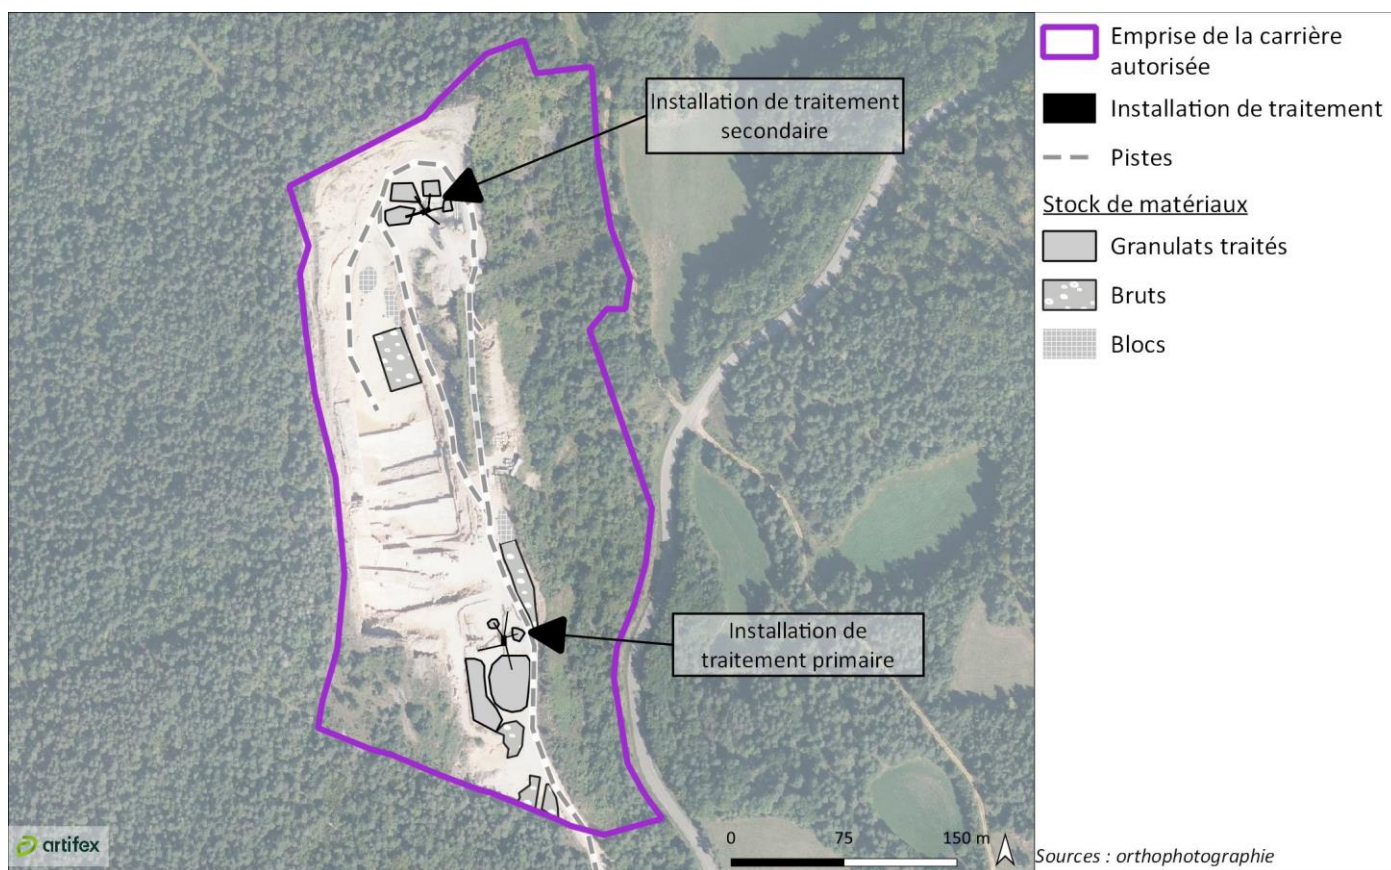 Installation de traitement
secondaire
Installation de
traitement primaire
artifex
0 75 150 m
Emprise de la carrière
autorisée
Installation de traitement
Pistes
Stock de matériaux
Granulats traités
Bruts
Blocs
Sources : orthophotographie